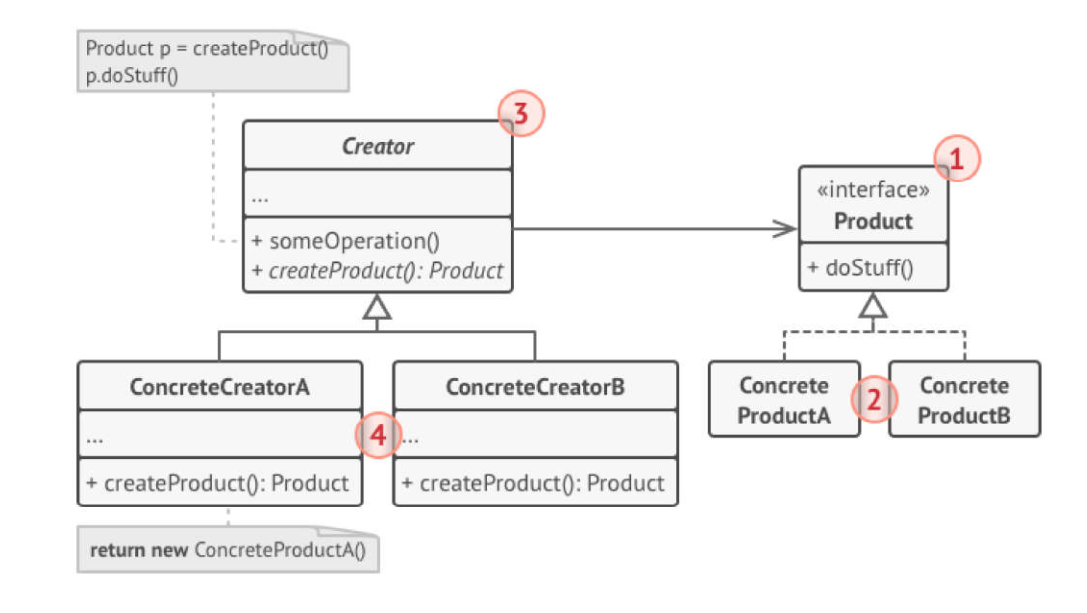 Product p = createProduct()
p.doStuff()
3
Creator
...
+ someOperation()
+ createProduct(): Product
1
«interface»
Product
+ doStuff()
ConcreteCreatorA
...
+ createProduct(): Product
4
ConcreteCreatorB
...
+ createProduct(): Product
Concrete
ProductA
2
Concrete
ProductB
return new ConcreteProductA()